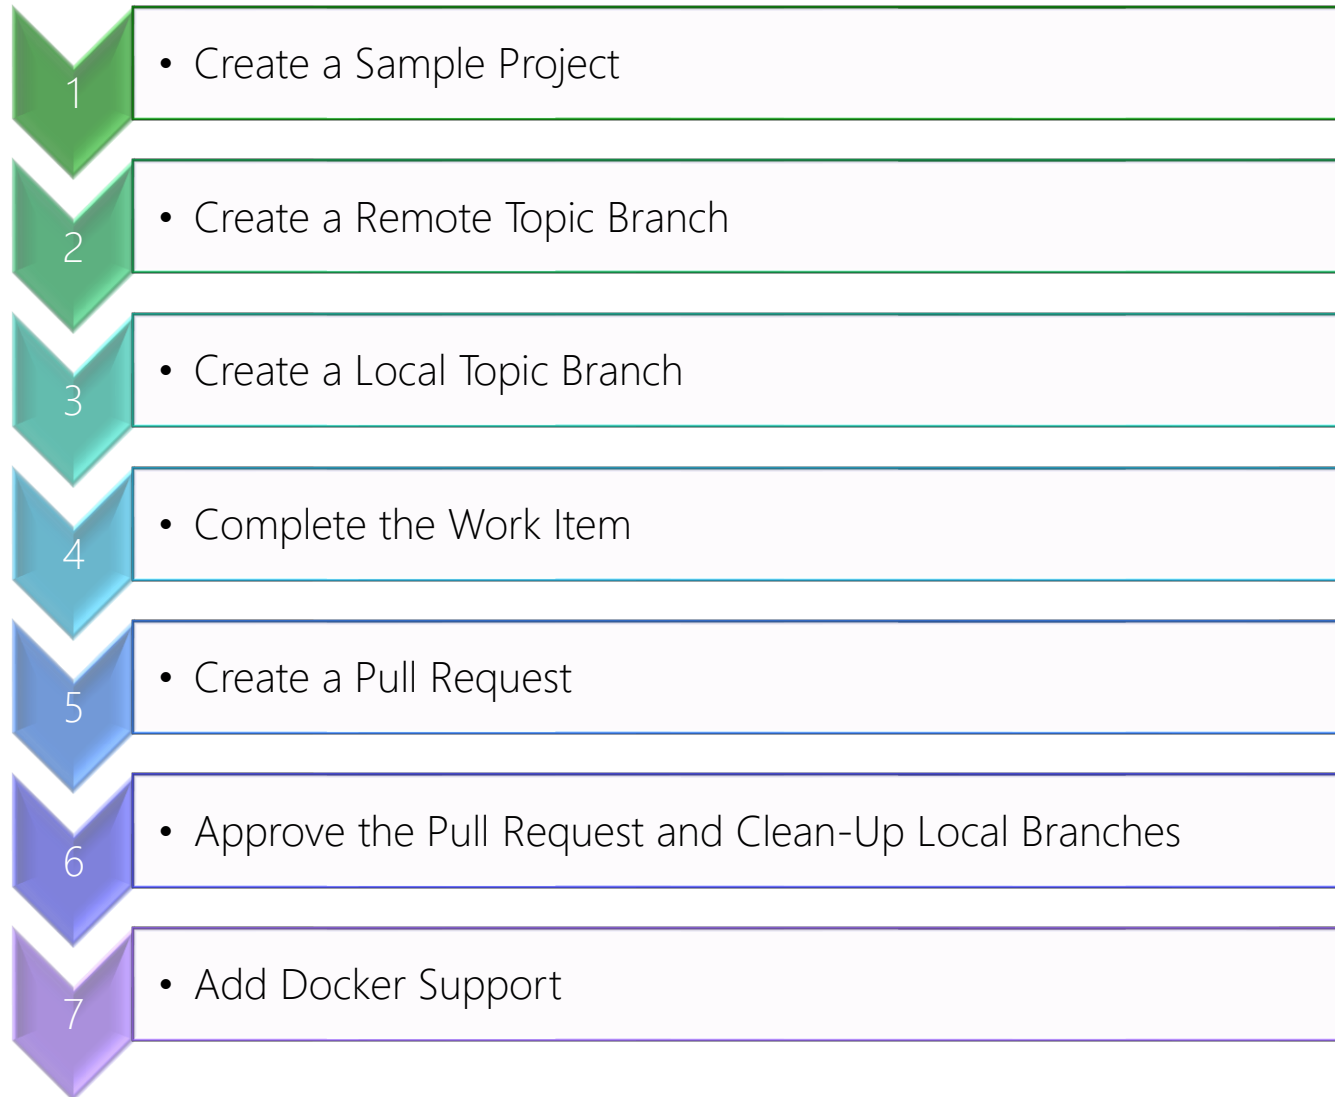 1
• Create a Sample Project
2
• Create a Remote Topic Branch
3
• Create a Local Topic Branch
4
• Complete the Work Item
5
• Create a Pull Request
6
• Approve the Pull Request and Clean-Up Local Branches
7
• Add Docker Support